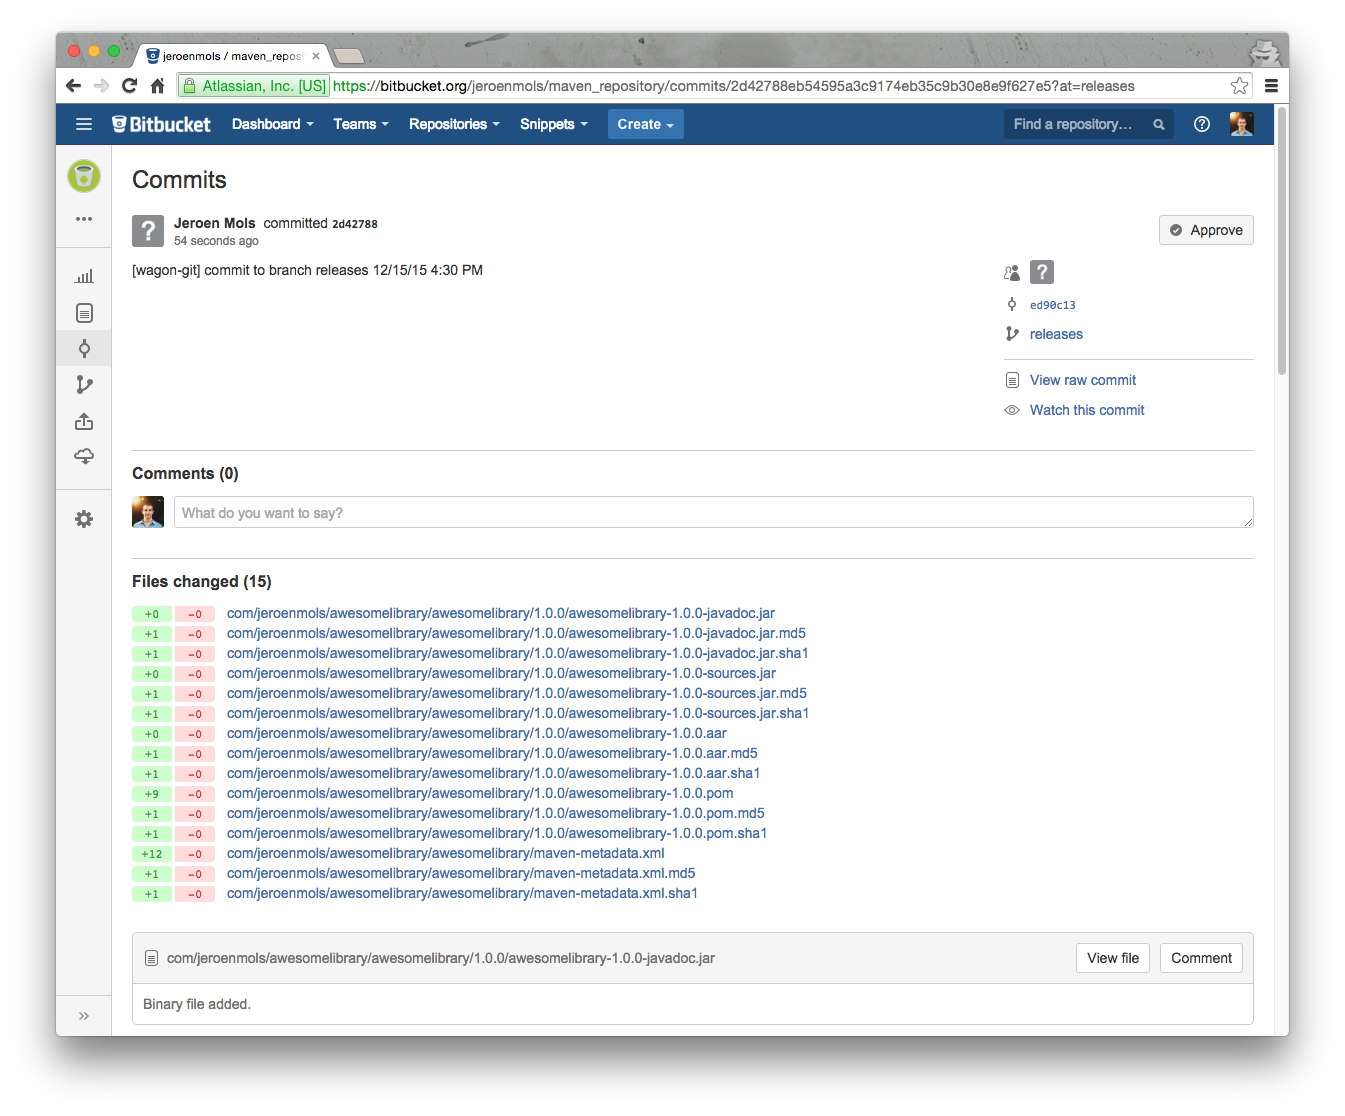 jeroenmols / maven_reposi
Atlassian, Inc. [US] https://bitbucket.org/jeroenmols/maven_repository/commits/2d42788eb54595a3c9174eb35c9b30e8e9f627e5?at=releases
Bitbucket Dashboard Teams Repositories Snippets Create Find a repository...
Commits
Jeroen Mols committed 2d42788
54 seconds ago
Approve
[wagon-git] commit to branch releases 12/15/15 4:30 PM
ed90c13
releases
View raw commit
Watch this commit
Comments (0)
What do you want to say?
Files changed (15)
+0 −0 com/jeroenmols/awesomelibrary/awesomelibrary/1.0.0/awesomelibrary-1.0.0-javadoc.jar
+1 −0 com/jeroenmols/awesomelibrary/awesomelibrary/1.0.0/awesomelibrary-1.0.0-javadoc.jar.md5
+1 −0 com/jeroenmols/awesomelibrary/awesomelibrary/1.0.0/awesomelibrary-1.0.0-javadoc.jar.sha1
+0 −0 com/jeroenmols/awesomelibrary/awesomelibrary/1.0.0/awesomelibrary-1.0.0-sources.jar
+1 −0 com/jeroenmols/awesomelibrary/awesomelibrary/1.0.0/awesomelibrary-1.0.0-sources.jar.md5
+1 −0 com/jeroenmols/awesomelibrary/awesomelibrary/1.0.0/awesomelibrary-1.0.0-sources.jar.sha1
+0 −0 com/jeroenmols/awesomelibrary/awesomelibrary/1.0.0/awesomelibrary-1.0.0.aar
+1 −0 com/jeroenmols/awesomelibrary/awesomelibrary/1.0.0/awesomelibrary-1.0.0.aar.md5
+1 −0 com/jeroenmols/awesomelibrary/awesomelibrary/1.0.0/awesomelibrary-1.0.0.aar.sha1
+9 −0 com/jeroenmols/awesomelibrary/awesomelibrary/1.0.0/awesomelibrary-1.0.0.pom
+1 −0 com/jeroenmols/awesomelibrary/awesomelibrary/1.0.0/awesomelibrary-1.0.0.pom.md5
+1 −0 com/jeroenmols/awesomelibrary/awesomelibrary/1.0.0/awesomelibrary-1.0.0.pom.sha1
+12 −0 com/jeroenmols/awesomelibrary/awesomelibrary/maven-metadata.xml
+1 −0 com/jeroenmols/awesomelibrary/awesomelibrary/maven-metadata.xml.md5
+1 −0 com/jeroenmols/awesomelibrary/awesomelibrary/maven-metadata.xml.sha1
com/jeroenmols/awesomelibrary/awesomelibrary/1.0.0/awesomelibrary-1.0.0-javadoc.jar View file Comment
Binary file added.